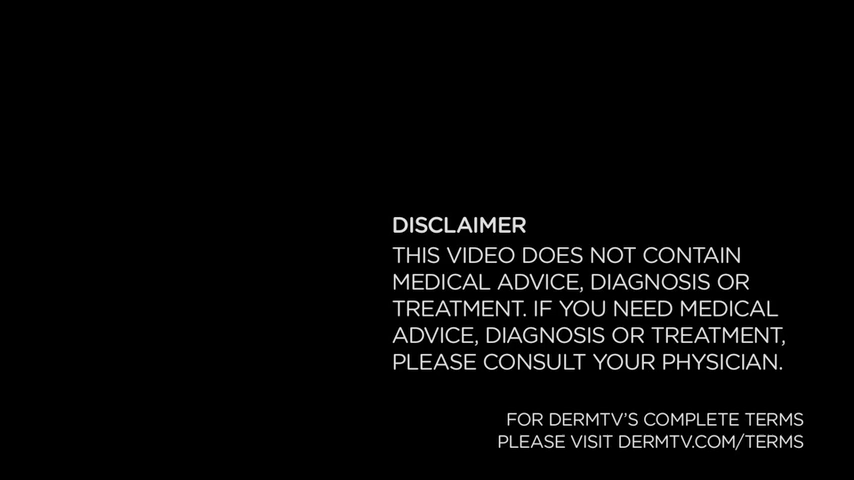 DISCLAIMER
THIS VIDEO DOES NOT CONTAIN
MEDICAL ADVICE, DIAGNOSIS OR
TREATMENT. IF YOU NEED MEDICAL
ADVICE, DIAGNOSIS OR TREATMENT,
PLEASE CONSULT YOUR PHYSICIAN.
FOR DERMTV'S COMPLETE TERMS
PLEASE VISIT DERMTV.COM/TERMS